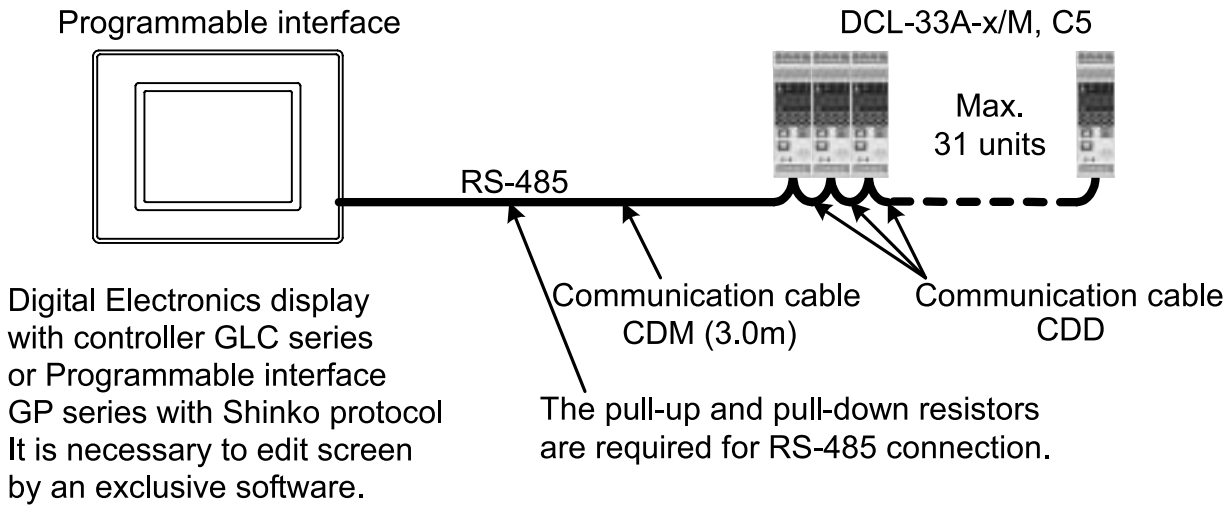 Programmable interface
DCL-33A-x/M, C5
Max.
31 units
RS-485
Communication cable
CDM (3.0m)
Communication cable
CDD
Digital Electronics display
with controller GLC series
or Programmable interface
GP series with Shinko protocol
It is necessary to edit screen
by an exclusive software.
The pull-up and pull-down resistors
are required for RS-485 connection.